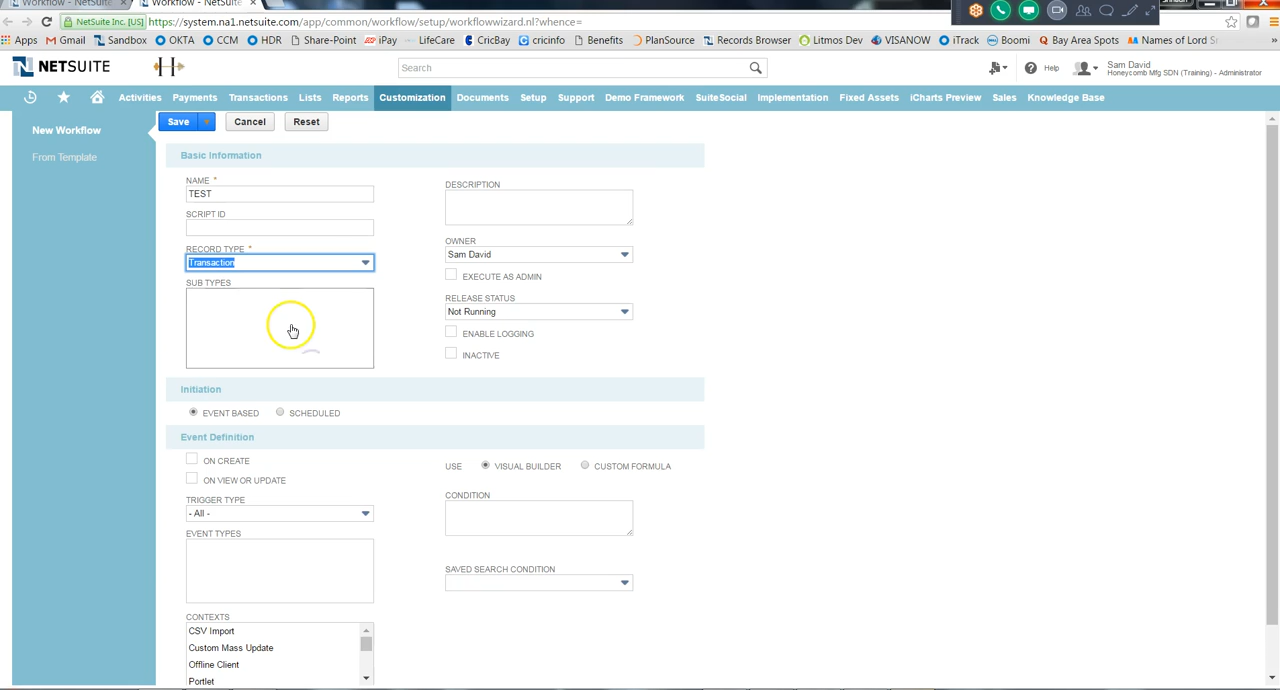 Workflow - NetSuite
Workflow - NetSuite
NetSuite Inc. [US] https://system.na1.netsuite.com/app/common/workflow/setup/workflowwizard.nl?whence=
Apps Gmail Sandbox OKTA CCM HDR Share-Point iPay LifeCare CricBay cricinfo Benefits PlanSource Records Browser Litmos Dev VISANOW iTrack Boomi Bay Area Spots Names of Lord »
NETSUITE H Search Help Sam David
Honeycomb Mfg SDN (Training) - Administrator
Activities Payments Transactions Lists Reports Customization Documents Setup Support Demo Framework SuiteSocial Implementation Fixed Assets iCharts Preview Sales Knowledge Base
New Workflow
From Template
Save Cancel Reset
Basic Information
NAME *
TEST
SCRIPT ID
RECORD TYPE *
Transaction
SUB TYPES
DESCRIPTION
OWNER
Sam David
EXECUTE AS ADMIN
RELEASE STATUS
Not Running
ENABLE LOGGING
INACTIVE
Initiation
EVENT BASED SCHEDULED
Event Definition
ON CREATE
ON VIEW OR UPDATE
TRIGGER TYPE
- All -
EVENT TYPES
CONTEXTS
CSV Import
Custom Mass Update
Offline Client
Portlet
USE VISUAL BUILDER CUSTOM FORMULA
CONDITION
SAVED SEARCH CONDITION